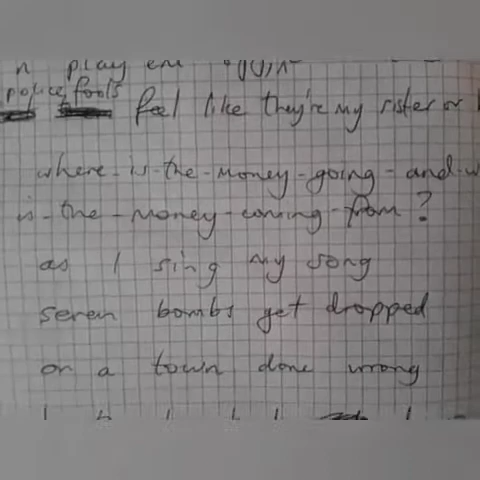 n play em
police fools
feel like they're my sister or
where-is-the-money-going-and-w
is-the-money-coming-from?
as I sing my song
seven bombs get dropped
on a town done wrong